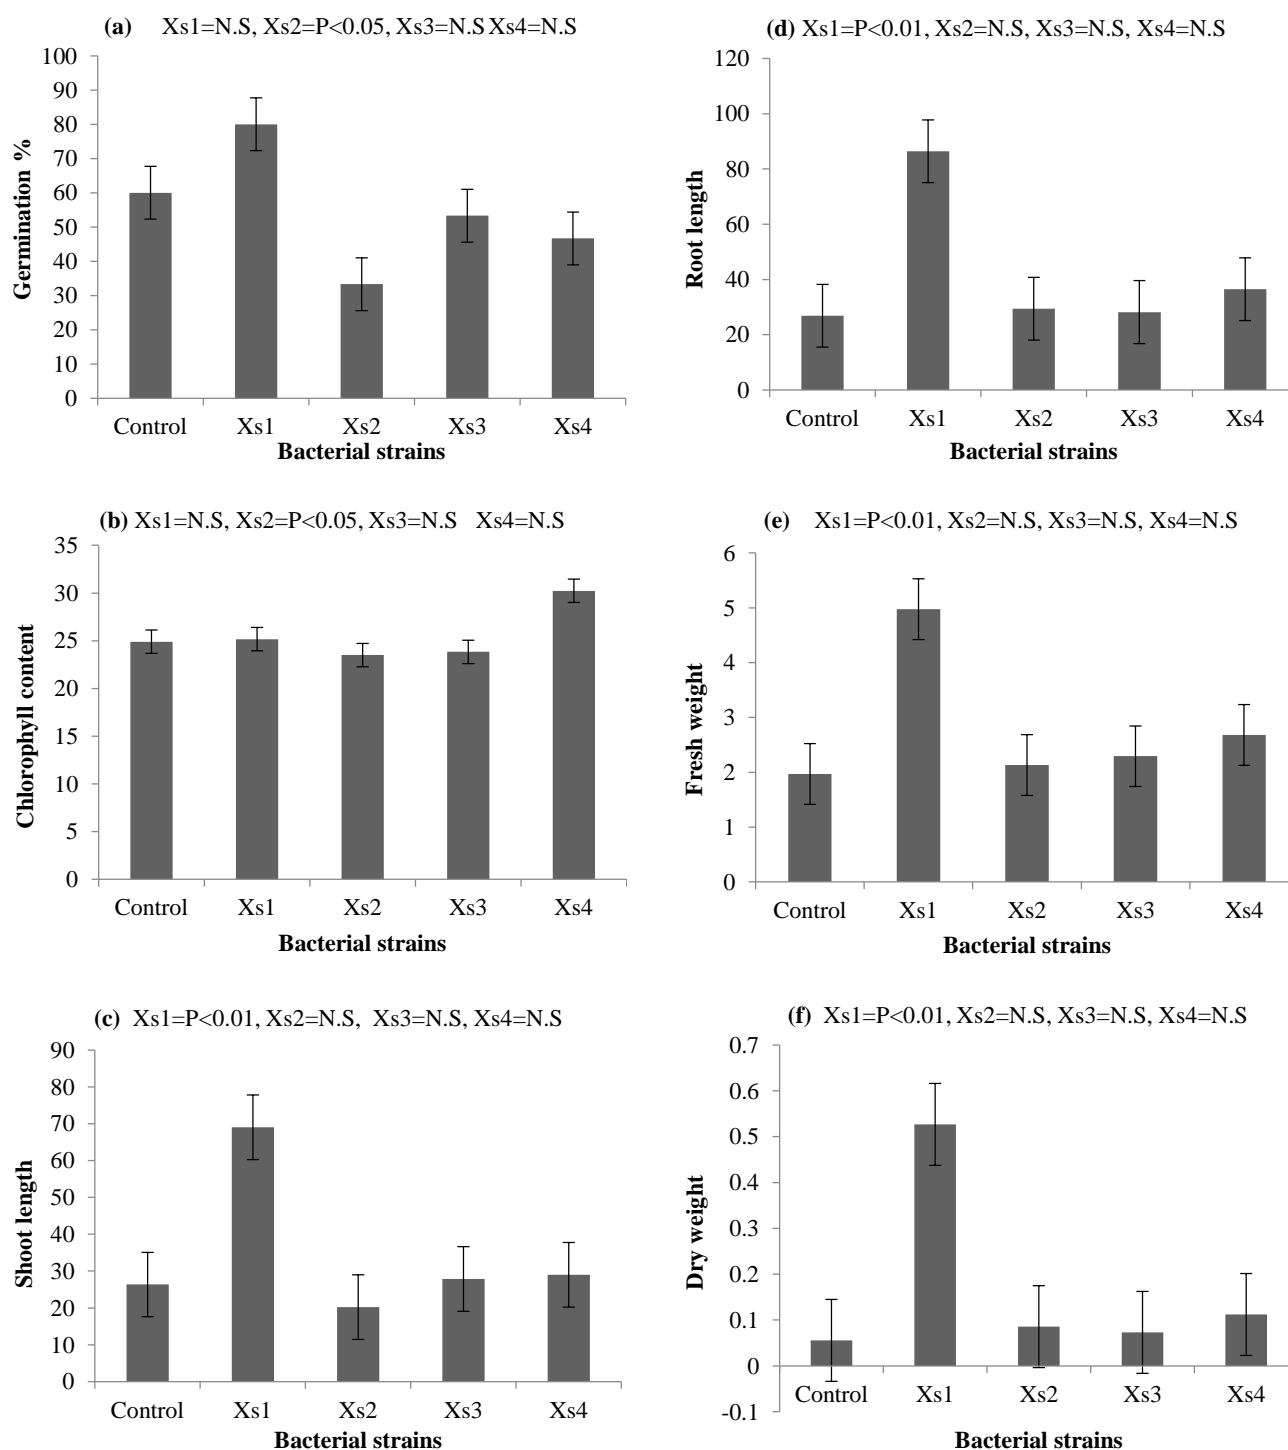 (a) Xs1=N.S, Xs2=P<0.05, Xs3=N.S Xs4=N.S
100
90
80
70
60
50
40
30
20
10
0
Germination %
Control Xs1 Xs2 Xs3 Xs4
Bacterial strains
(b) Xs1=N.S, Xs2=P<0.05, Xs3=N.S Xs4=N.S
35
30
25
20
15
10
5
0
Chlorophyll content
Control Xs1 Xs2 Xs3 Xs4
Bacterial strains
(c) Xs1=P<0.01, Xs2=N.S, Xs3=N.S, Xs4=N.S
90
80
70
60
50
40
30
20
10
0
Shoot length
Control Xs1 Xs2 Xs3 Xs4
Bacterial strains
(d) Xs1=P<0.01, Xs2=N.S, Xs3=N.S, Xs4=N.S
120
100
80
60
40
20
0
Root length
Control Xs1 Xs2 Xs3 Xs4
Bacterial strains
(e) Xs1=P<0.01, Xs2=N.S, Xs3=N.S, Xs4=N.S
6
5
4
3
2
1
0
Fresh weight
Control Xs1 Xs2 Xs3 Xs4
Bacterial strains
(f) Xs1=P<0.01, Xs2=N.S, Xs3=N.S, Xs4=N.S
0.7
0.6
0.5
0.4
0.3
0.2
0.1
0
-0.1
Dry weight
Control Xs1 Xs2 Xs3 Xs4
Bacterial strains